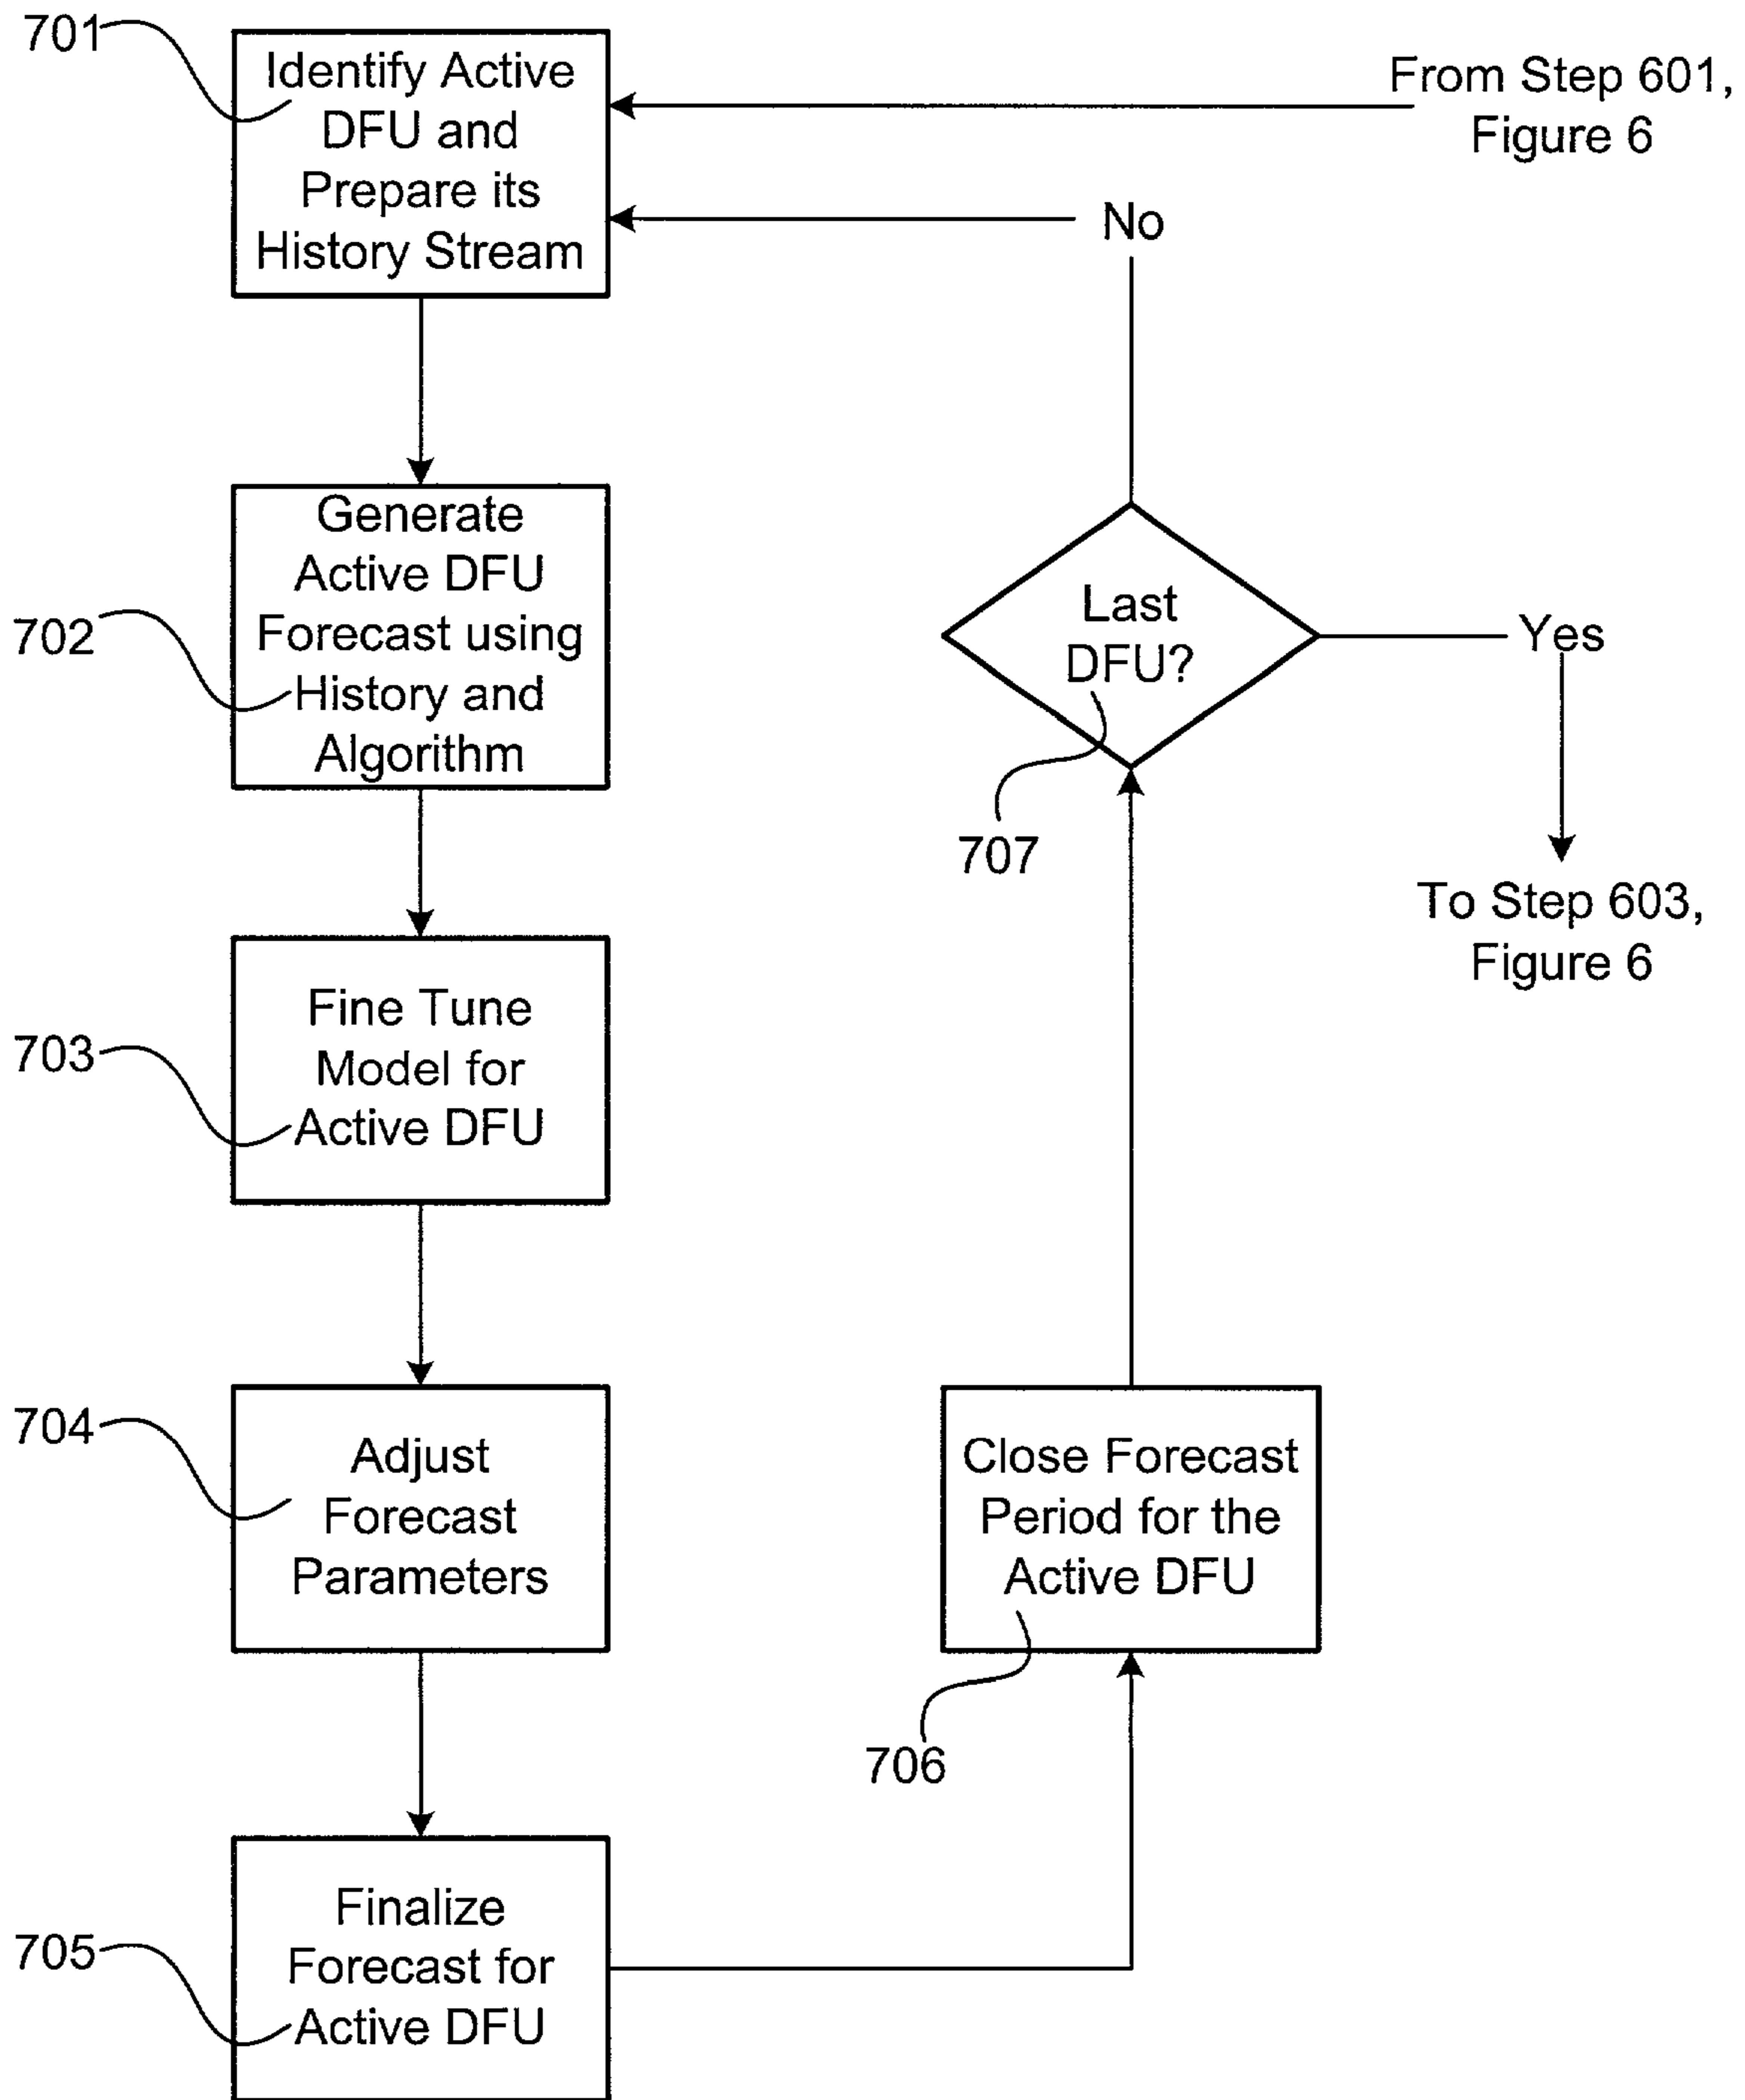 701
Identify Active
DFU and
Prepare its
History Stream
From Step 601,
Figure 6
No
702
Generate
Active DFU
Forecast using
History and
Algorithm
Last
DFU?
707
Yes
To Step 603,
Figure 6
703
Fine Tune
Model for
Active DFU
704
Adjust
Forecast
Parameters
Close Forecast
Period for the
Active DFU
706
705
Finalize
Forecast for
Active DFU